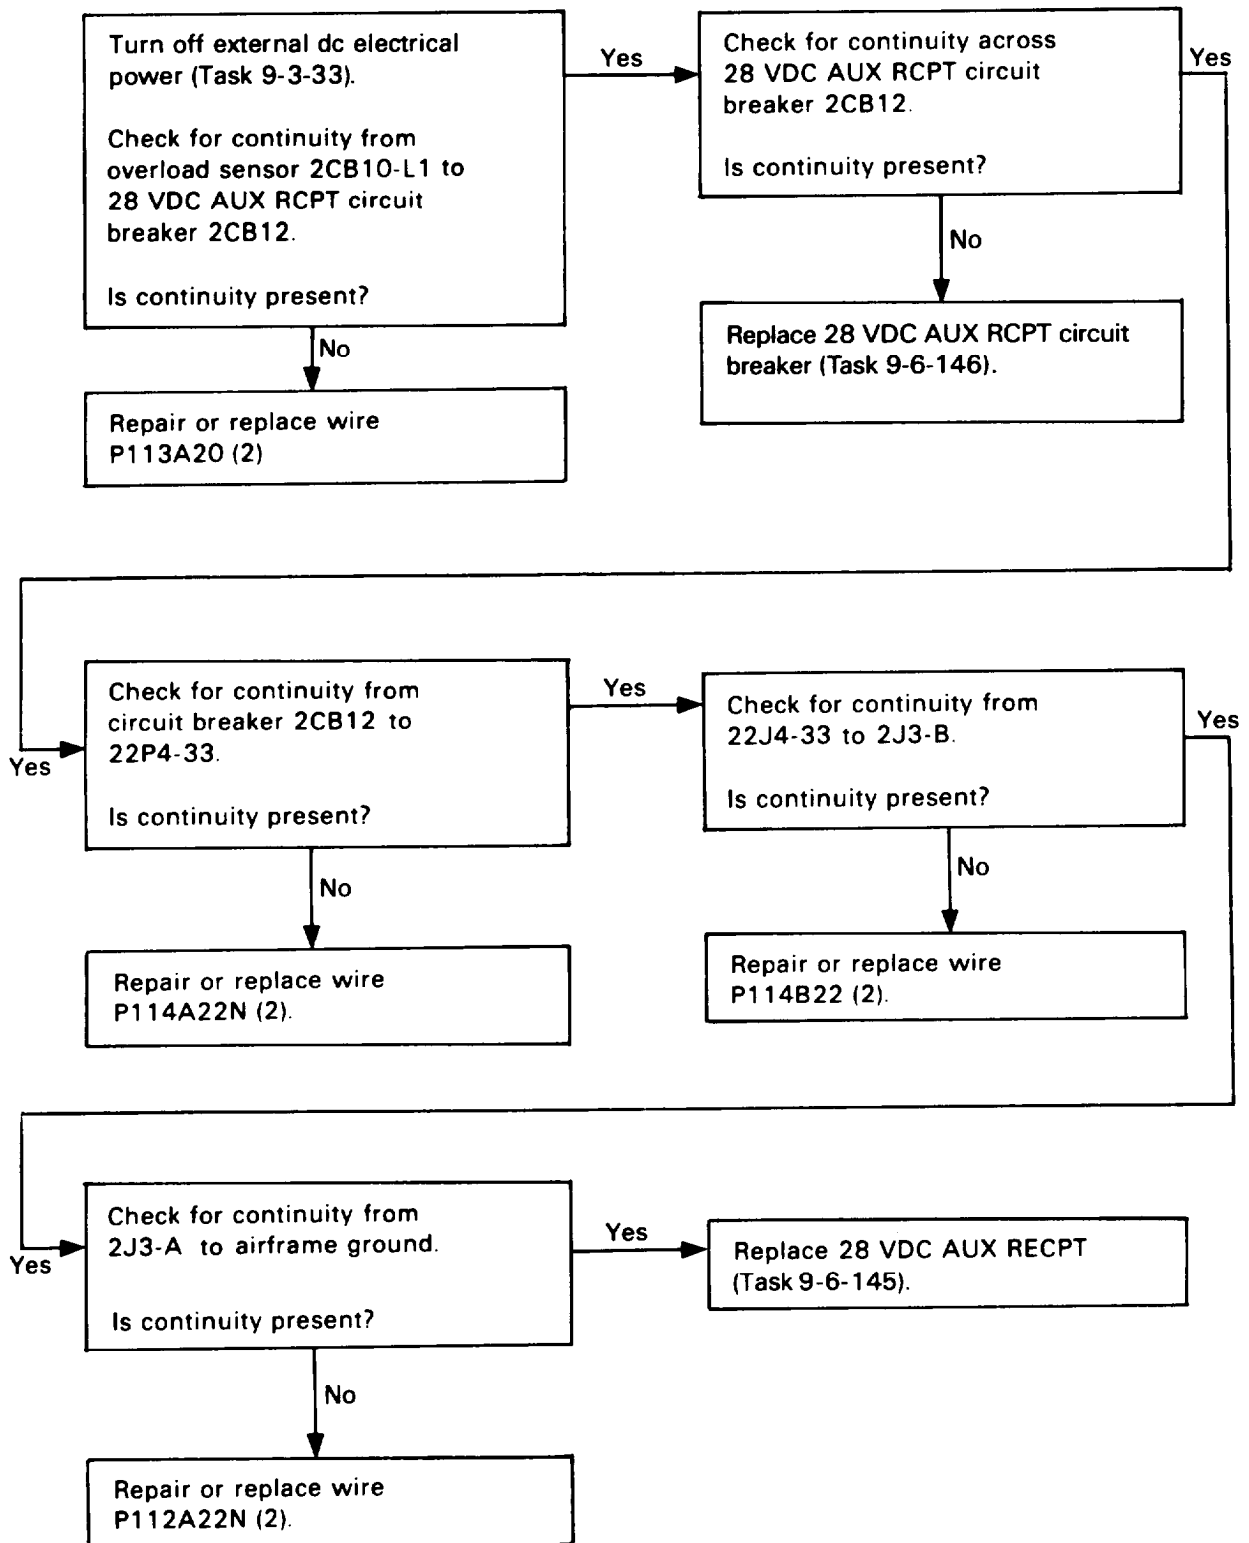 Turn off external dc electrical
power (Task 9-3-33).
Check for continuity from
overload sensor 2CB10-L1 to
28 VDC AUX RCPT circuit
breaker 2CB12.
Is continuity present?
Yes
Check for continuity across
28 VDC AUX RCPT circuit
breaker 2CB12.
Is continuity present?
Yes
No
Repair or replace wire
P113A20 (2)
No
Replace 28 VDC AUX RCPT circuit
breaker (Task 9-6-146).
Yes
Check for continuity from
circuit breaker 2CB12 to
22P4-33.
Is continuity present?
Yes
Check for continuity from
22J4-33 to 2J3-B.
Is continuity present?
Yes
No
Repair or replace wire
P114A22N (2).
No
Repair or replace wire
P114B22 (2).
Yes
Check for continuity from
2J3-A to airframe ground.
Is continuity present?
Yes
Replace 28 VDC AUX RECPT
(Task 9-6-145).
No
Repair or replace wire
P112A22N (2).